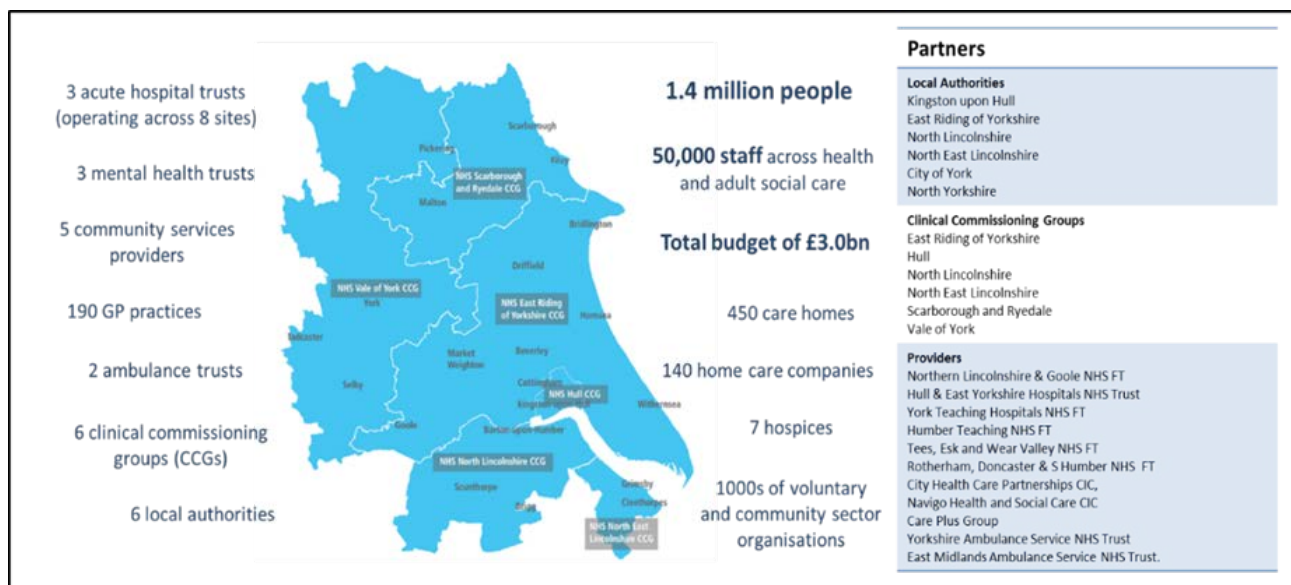 3 acute hospital trusts
(operating across 8 sites)
3 mental health trusts
5 community services
providers
190 GP practices
2 ambulance trusts
6 clinical commissioning
groups (CCGs)
6 local authorities
Scarborough
Pickering
Filey
NHS Scarborough
and Ryedale CCG
Malton
Bridlington
Driffield
NHS Vale of York CCG
York
NHS East Riding
of Yorkshire CCG
Hornsea
Tadcaster
Market
Weighton
Beverley
Selby
Cottingham
NHS Hull CCG
Kingston upon Hull
Withernsea
Goole
Barton-upon-Humber
NHS North Lincolnshire CCG
Scunthorpe
Brigg
Grimsby
Cleethorpes
NHS North East
Lincolnshire CCG
1.4 million people
50,000 staff across health
and adult social care
Total budget of £3.0bn
450 care homes
140 home care companies
7 hospices
1000s of voluntary
and community sector
organisations
Partners
Local Authorities
Kingston upon Hull
East Riding of Yorkshire
North Lincolnshire
North East Lincolnshire
City of York
North Yorkshire
Clinical Commissioning Groups
East Riding of Yorkshire
Hull
North Lincolnshire
North East Lincolnshire
Scarborough and Ryedale
Vale of York
Providers
Northern Lincolnshire & Goole NHS FT
Hull & East Yorkshire Hospitals NHS Trust
York Teaching Hospitals NHS FT
Humber Teaching NHS FT
Tees, Esk and Wear Valley NHS FT
Rotherham, Doncaster & S Humber NHS FT
City Health Care Partnerships CIC,
Navigo Health and Social Care CIC
Care Plus Group
Yorkshire Ambulance Service NHS Trust
East Midlands Ambulance Service NHS Trust.